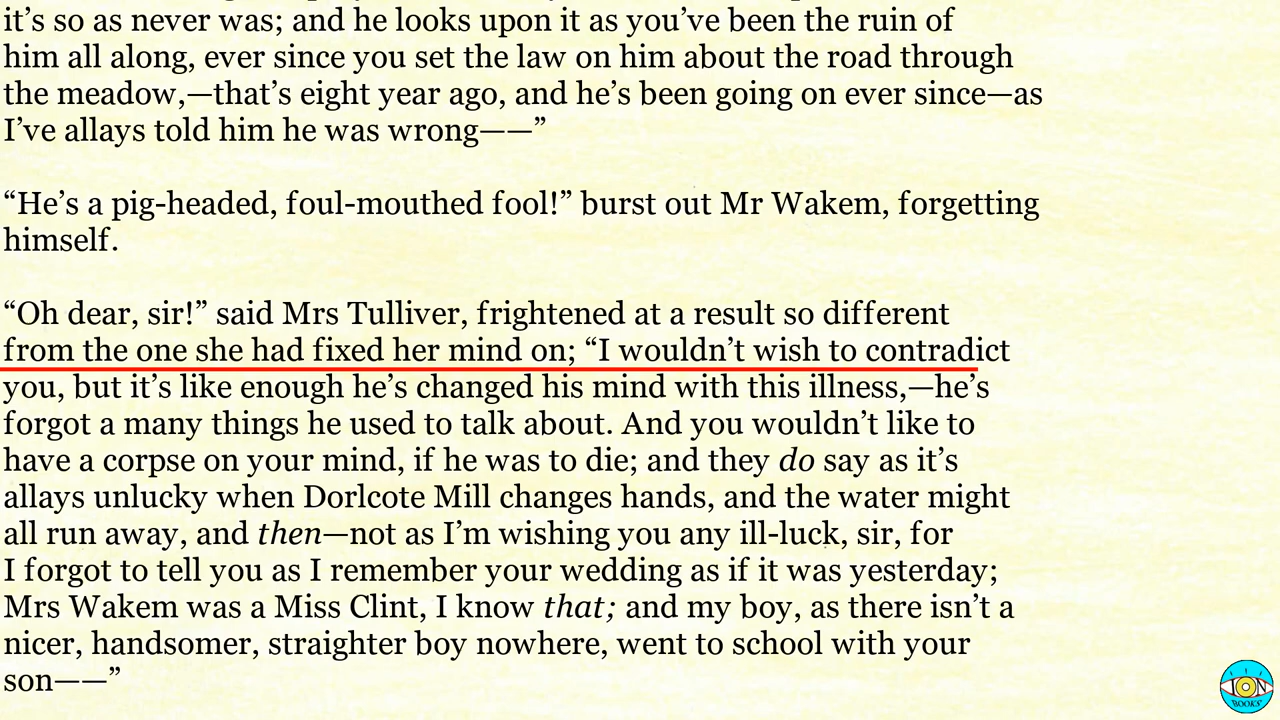 it’s so as never was; and he looks upon it as you’ve been the ruin of
him all along, ever since you set the law on him about the road through
the meadow,—that’s eight year ago, and he’s been going on ever since—as
I’ve allays told him he was wrong——”
“He’s a pig-headed, foul-mouthed fool!” burst out Mr Wakem, forgetting
himself.
“Oh dear, sir!” said Mrs Tulliver, frightened at a result so different
from the one she had fixed her mind on; “I wouldn’t wish to contradict
you, but it’s like enough he’s changed his mind with this illness,—he’s
forgot a many things he used to talk about. And you wouldn’t like to
have a corpse on your mind, if he was to die; and they do say as it’s
allays unlucky when Dorlcote Mill changes hands, and the water might
all run away, and then—not as I’m wishing you any ill-luck, sir, for
I forgot to tell you as I remember your wedding as if it was yesterday;
Mrs Wakem was a Miss Clint, I know that; and my boy, as there isn’t a
nicer, handsomer, straighter boy nowhere, went to school with your
son——”
ION
BOOKS